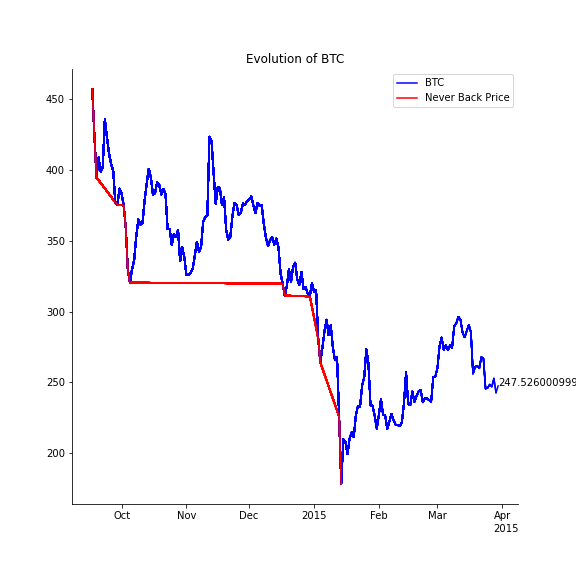 Evolution of BTC
BTC
Never Back Price
450
400
350
300
250
200
247.526000999
Oct
Nov
Dec
2015
Feb
Mar
Apr
2015